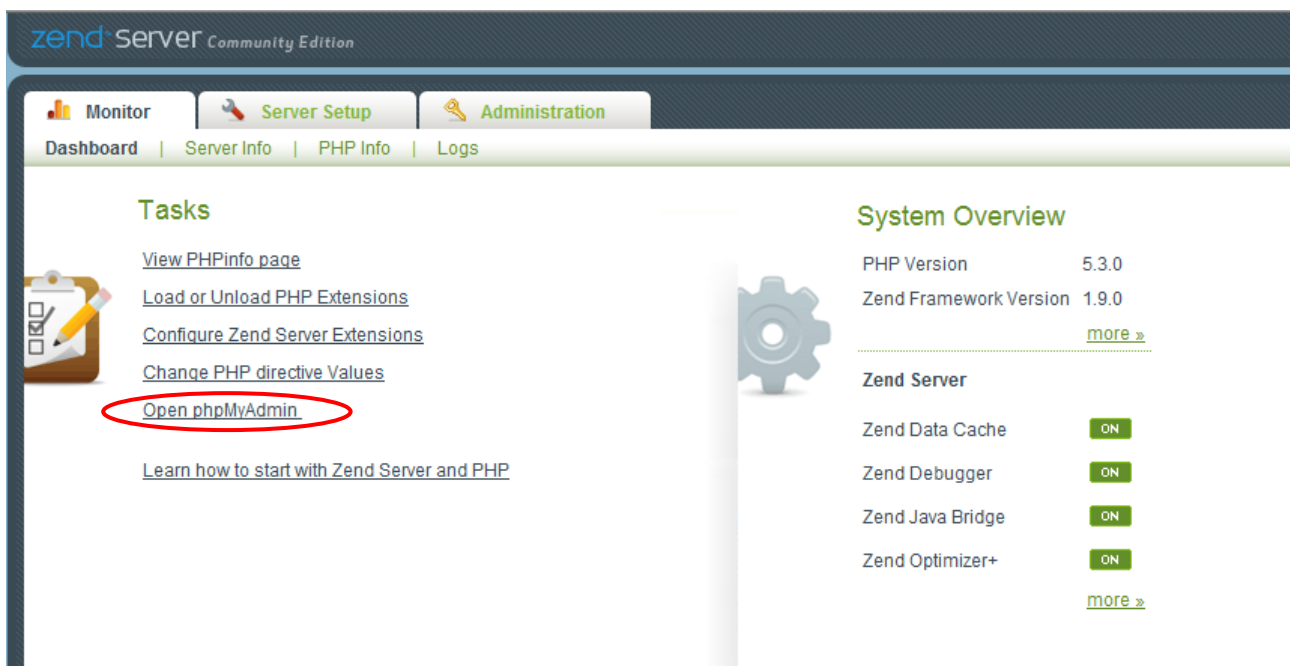 zend server Community Edition
Monitor Server Setup Administration
Dashboard | Server Info | PHP Info | Logs
Tasks
View PHPinfo page
Load or Unload PHP Extensions
Configure Zend Server Extensions
Change PHP directive Values
Open phpMyAdmin
Learn how to start with Zend Server and PHP
System Overview
PHP Version 5.3.0
Zend Framework Version 1.9.0
more »
Zend Server
Zend Data Cache ON
Zend Debugger ON
Zend Java Bridge ON
Zend Optimizer+ ON
more »